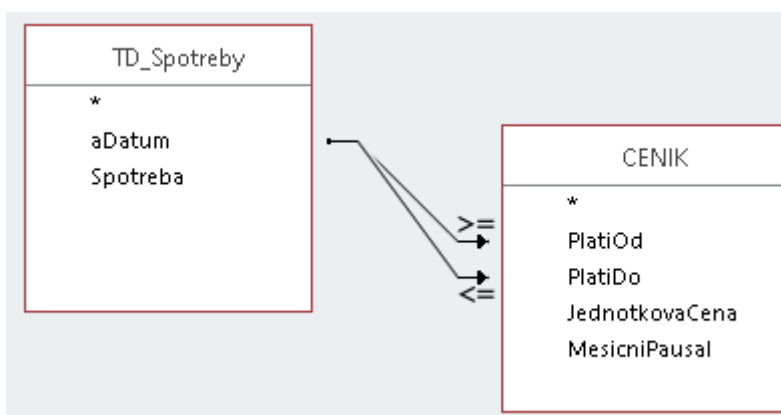 TD_Spotreby
*
aDatum
Spotreba
CENIK
*
>=
PlatiOd
PlatiDo
<=
JednotkovaCena
MesicniPausal